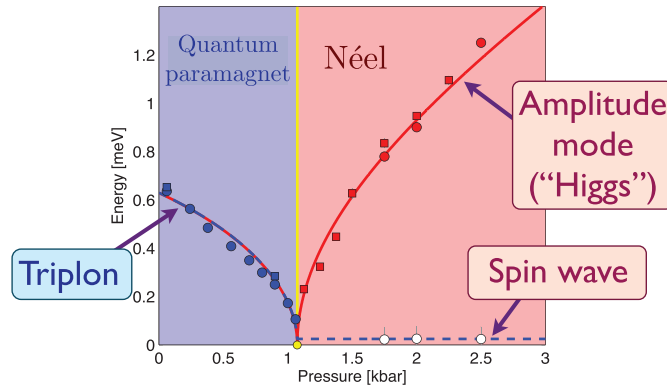 Quantum
paramagnet
Néel
Amplitude
mode
(“Higgs”)
Triplon
Spin wave
Energy [meV]
1.2
1
0.8
0.6
0.4
0.2
0
0
0.5
1
1.5
2
2.5
3
Pressure [kbar]